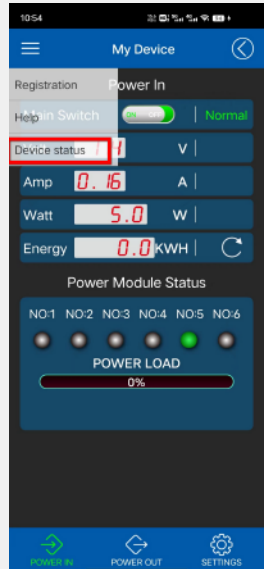 10:54
My Device
Registration
Power In
Help
Main Switch
ON OFF
Normal
Device status
V
Amp 0.16 A
Watt 5.0 W
Energy 0.0 KWH
Power Module Status
NO:1 NO:2 NO:3 NO:4 NO:5 NO:6
POWER LOAD
0%
POWER IN POWER OUT SETTINGS